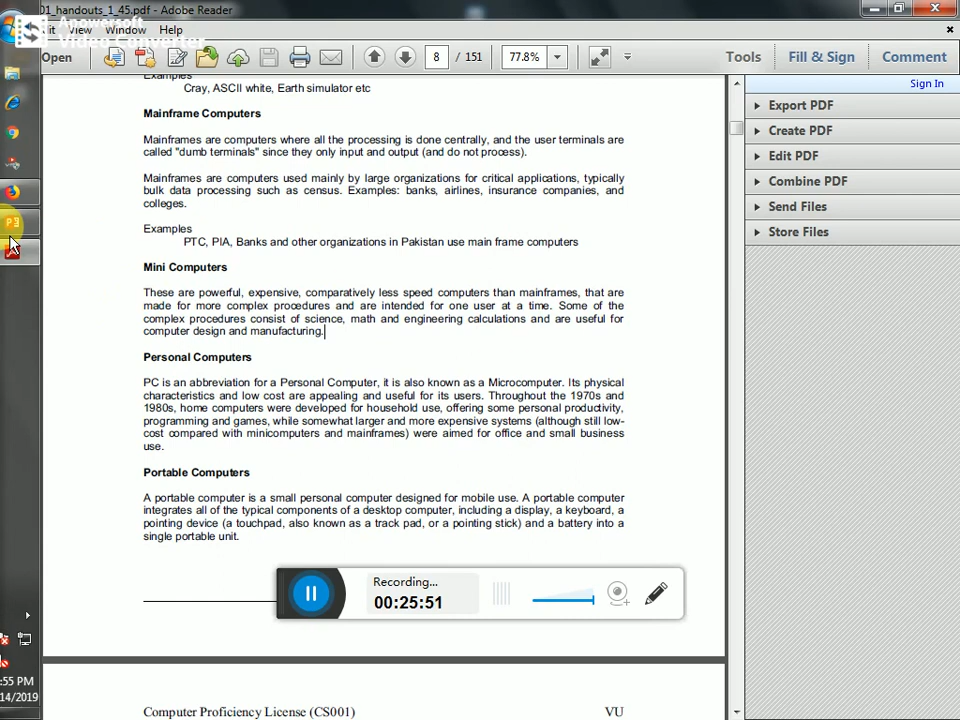 01_handouts_1_45.pdf - Adobe Reader
Apowersoft
Video Converter
View Window Help
Open
8 / 151
77.8%
Tools
Fill & Sign
Comment
Sign In
Export PDF
Create PDF
Edit PDF
Combine PDF
Send Files
Store Files
Examples
Cray, ASCII white, Earth simulator etc
Mainframe Computers
Mainframes are computers where all the processing is done centrally, and the user terminals are
called "dumb terminals" since they only input and output (and do not process).
Mainframes are computers used mainly by large organizations for critical applications, typically
bulk data processing such as census. Examples: banks, airlines, insurance companies, and
colleges.
Examples
PTC, PIA, Banks and other organizations in Pakistan use main frame computers
Mini Computers
These are powerful, expensive, comparatively less speed computers than mainframes, that are
made for more complex procedures and are intended for one user at a time. Some of the
complex procedures consist of science, math and engineering calculations and are useful for
computer design and manufacturing.
Personal Computers
PC is an abbreviation for a Personal Computer, it is also known as a Microcomputer. Its physical
characteristics and low cost are appealing and useful for its users. Throughout the 1970s and
1980s, home computers were developed for household use, offering some personal productivity,
programming and games, while somewhat larger and more expensive systems (although still low-
cost compared with minicomputers and mainframes) were aimed for office and small business
use.
Portable Computers
A portable computer is a small personal computer designed for mobile use. A portable computer
integrates all of the typical components of a desktop computer, including a display, a keyboard, a
pointing device (a touchpad, also known as a track pad, or a pointing stick) and a battery into a
single portable unit.
Recording...
00:25:51
:55 PM
14/2019
Computer Proficiency License (CS001)
VU